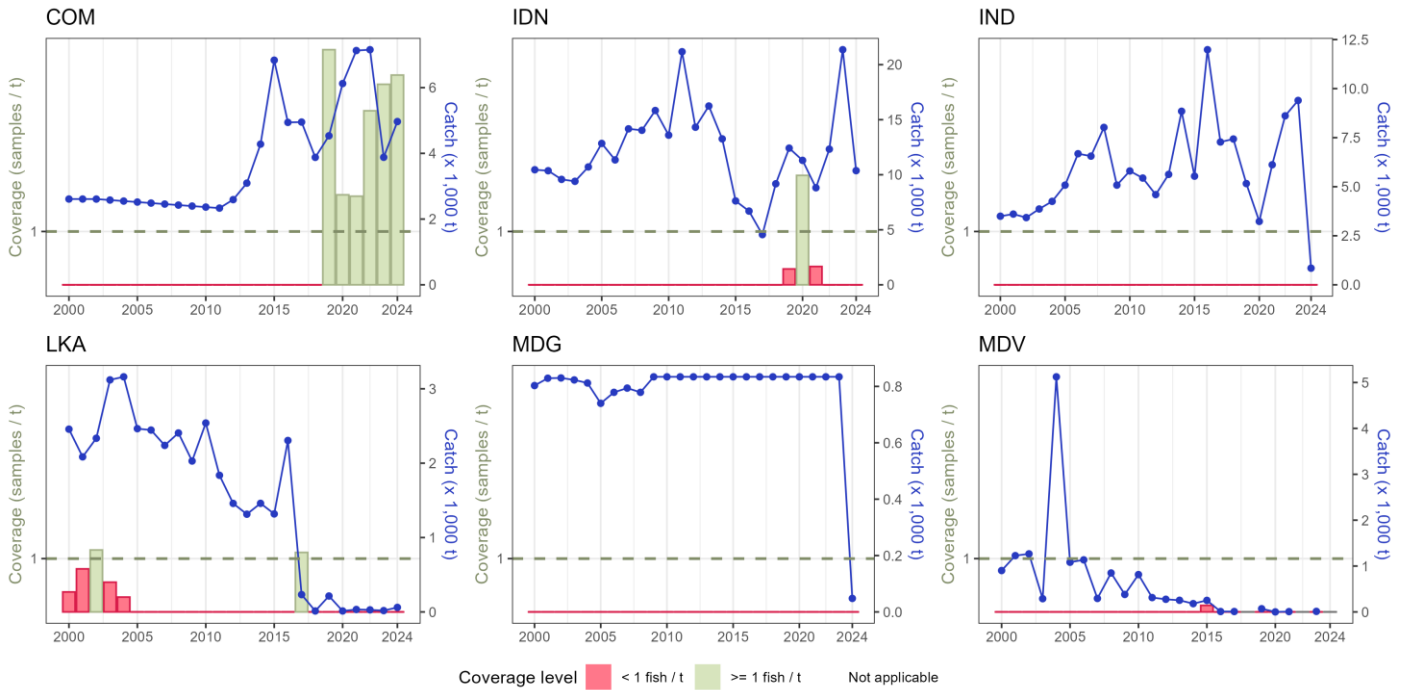 COM
Coverage (samples / t)
1
6
4
2
0
Catch (x 1,000 t)
2000 2005 2010 2015 2020 2024
IDN
Coverage (samples / t)
1
20
15
10
5
0
Catch (x 1,000 t)
2000 2005 2010 2015 2020 2024
IND
Coverage (samples / t)
1
12.5
10.0
7.5
5.0
2.5
0.0
Catch (x 1,000 t)
2000 2005 2010 2015 2020 2024
LKA
Coverage (samples / t)
1
3
2
1
0
Catch (x 1,000 t)
2000 2005 2010 2015 2020 2024
MDG
Coverage (samples / t)
1
0.8
0.6
0.4
0.2
0.0
Catch (x 1,000 t)
2000 2005 2010 2015 2020 2024
MDV
Coverage (samples / t)
1
5
4
3
2
1
0
Catch (x 1,000 t)
2000 2005 2010 2015 2020 2024
Coverage level < 1 fish / t >= 1 fish / t Not applicable